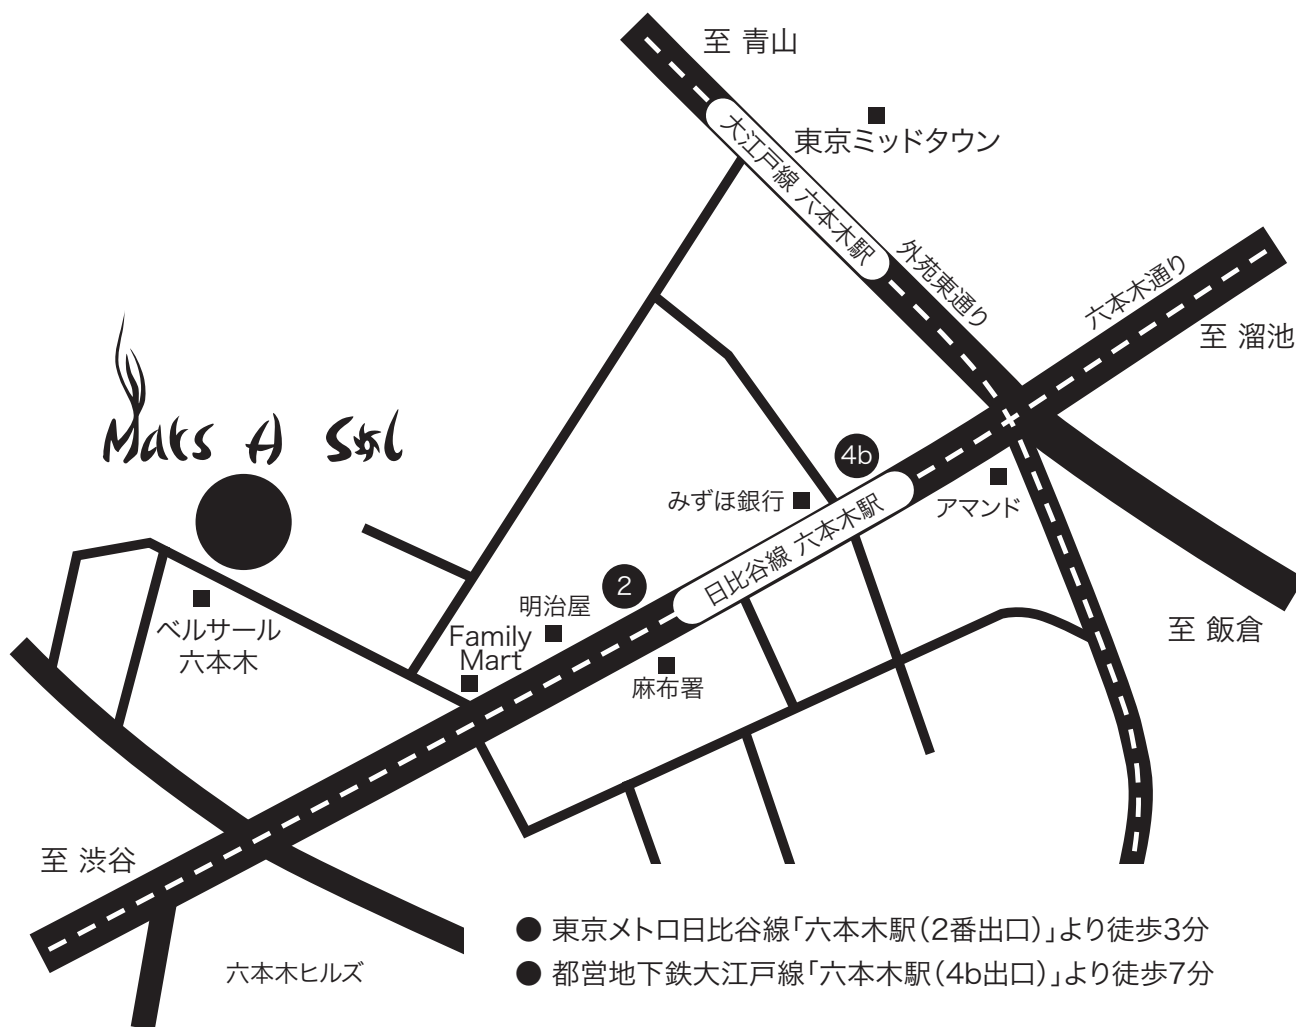 至 青山
東京ミッドタウン
大江戸線 六本木駅
外苑東通り
六本木通り
至 溜池
Mats A Sol
4b
みずほ銀行
アマンド
日比谷線 六本木駅
2
明治屋
Family
Mart
麻布署
ベルサール
六本木
至 飯倉
至 渋谷
六本木ヒルズ
● 東京メトロ日比谷線「六本木駅(2番出口)」より徒歩3分
● 都営地下鉄大江戸線「六本木駅(4b出口)」より徒歩7分